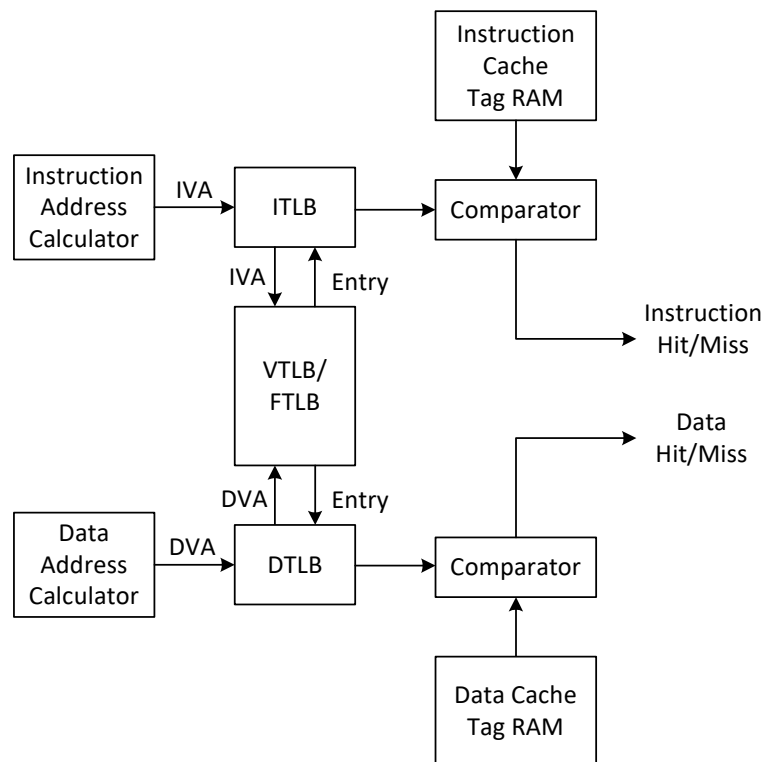 Instruction
Cache
Tag RAM
Instruction
Address
Calculator
IVA
ITLB
Comparator
IVA
Entry
Instruction
Hit/Miss
VTLB/
FTLB
Data
Hit/Miss
DVA
Entry
Data
Address
Calculator
DVA
DTLB
Comparator
Data Cache
Tag RAM